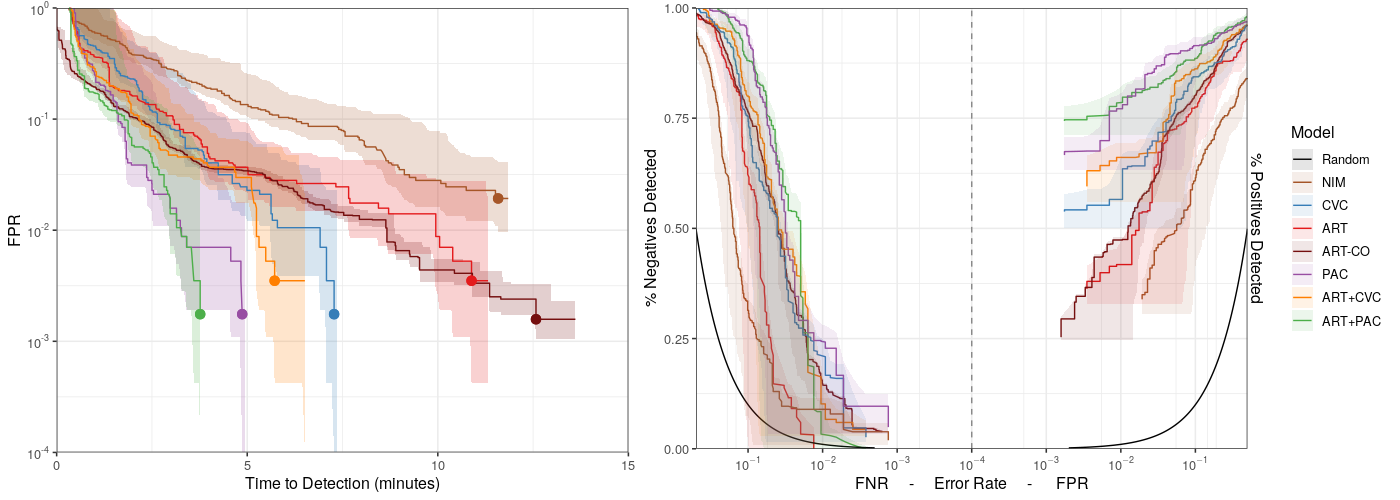 FPR
10^0
10^-1
10^-2
10^-3
10^-4
0
5
10
15
Time to Detection (minutes)
% Negatives Detected
1.00
0.75
0.50
0.25
0.00
10^-1
10^-2
10^-3
10^-4
10^-3
10^-2
10^-1
FNR - Error Rate - FPR
% Positives Detected
Model
Random
NIM
CVC
ART
ART-CO
PAC
ART+CVC
ART+PAC